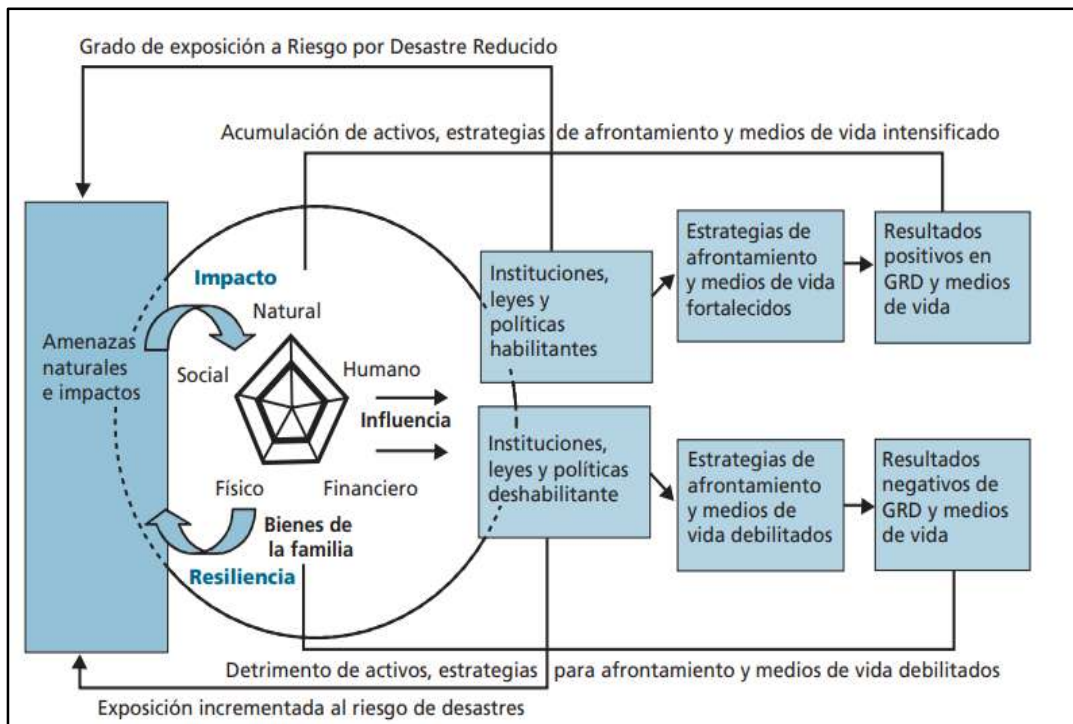 Grado de exposición a Riesgo por Desastre Reducido
Acumulación de activos, estrategias de afrontamiento y medios de vida intensificado
Amenazas
naturales
e impactos
Impacto
Natural
Social
Humano
Influencia
Físico
Financiero
Bienes de
la familia
Resiliencia
Instituciones,
leyes y
políticas
habilitantes
Estrategias de
afrontamiento
y medios de vida
fortalecidos
Resultados
positivos en
GRD y medios
de vida
Instituciones,
leyes y políticas
deshabilitante
Estrategias de
afrontamiento
y medios de
vida debilitados
Resultados
negativos de
GRD y medios
de vida
Detrimento de activos, estrategias para afrontamiento y medios de vida debilitados
Exposición incrementada al riesgo de desastres